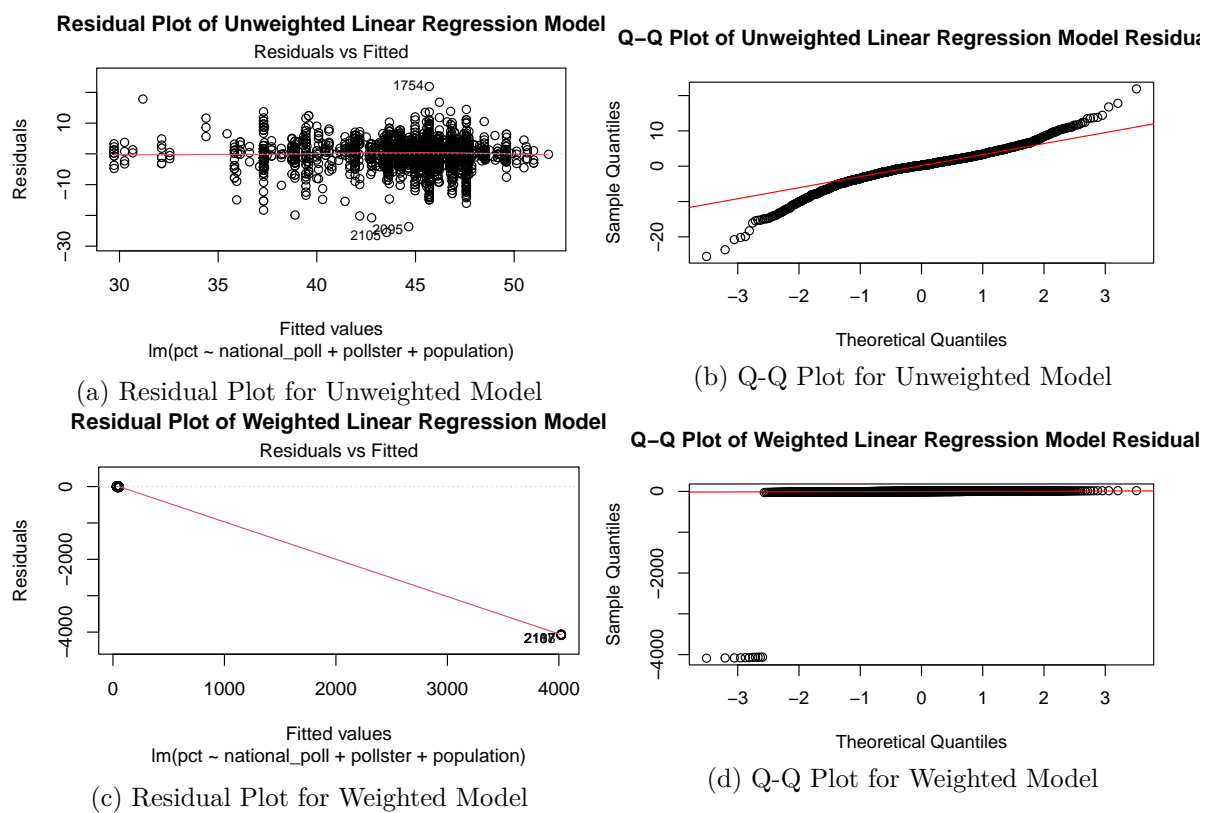 Residual Plot of Unweighted Linear Regression Model
Residuals vs Fitted
Residuals
10
−10
−30
1754
2105
2095
30 35 40 45 50
Fitted values
lm(pct ~ national_poll + pollster + population)
(a) Residual Plot for Unweighted Model
Q−Q Plot of Unweighted Linear Regression Model Residua
Sample Quantiles
10
0
−20
−3 −2 −1 0 1 2 3
Theoretical Quantiles
(b) Q-Q Plot for Unweighted Model
Residual Plot of Weighted Linear Regression Model
Residuals vs Fitted
Residuals
0
−2000
−4000
0 1000 2000 3000 4000
Fitted values
lm(pct ~ national_poll + pollster + population)
(c) Residual Plot for Weighted Model
Q−Q Plot of Weighted Linear Regression Model Residual
Sample Quantiles
0
−2000
−4000
−3 −2 −1 0 1 2 3
Theoretical Quantiles
(d) Q-Q Plot for Weighted Model